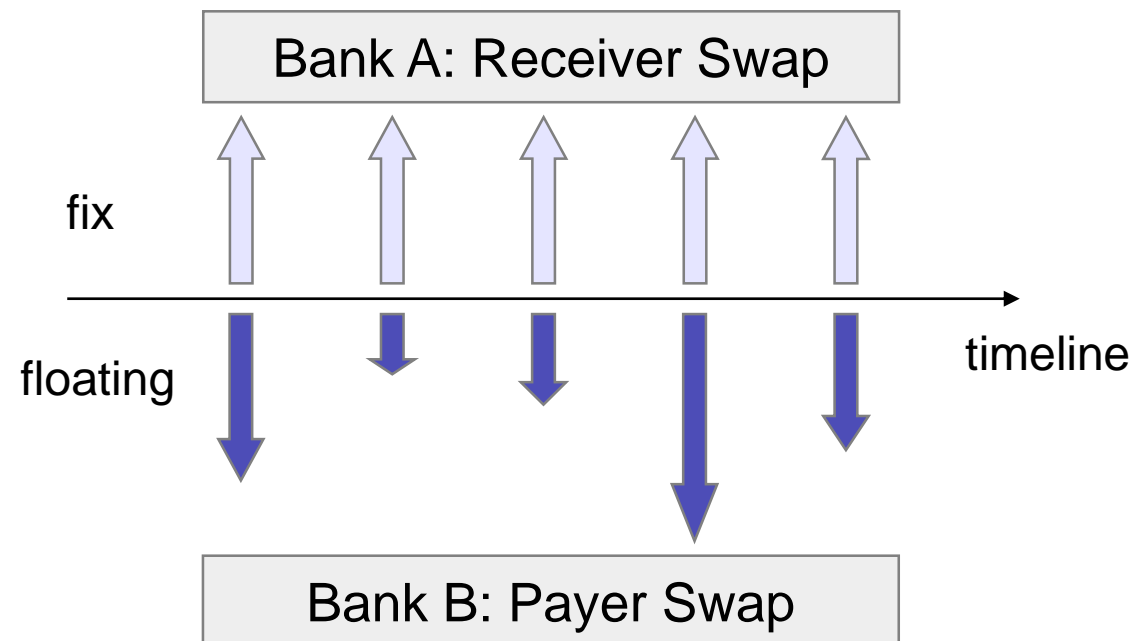 Bank A: Receiver Swap
fix
timeline
floating
Bank B: Payer Swap